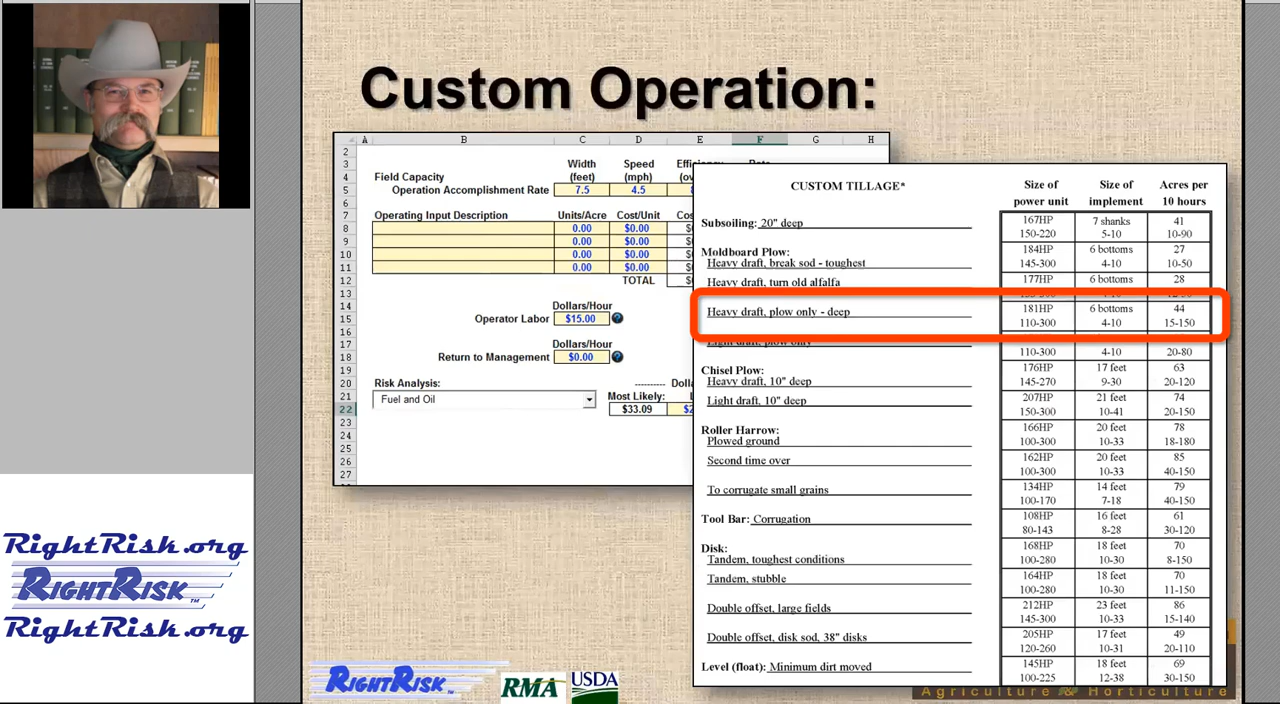 Custom Operation:
A B C D E F G H
2
3 Width Speed
4 Field Capacity (feet) (mph)
5 Operation Accomplishment Rate 7.5 4.5
6
7 Operating Input Description Units/Acre Cost/Unit
8 0.00 $0.00
9 0.00 $0.00
10 0.00 $0.00
11 0.00 $0.00
12 TOTAL
13
14 Dollars/Hour
15 Operator Labor $15.00
16
17 Dollars/Hour
18 Return to Management $0.00
19
20 Risk Analysis: ----------
21 Fuel and Oil Most Likely:
22 $33.09
23
24
25
26
27
CUSTOM TILLAGE* Size of Size of Acres per
power unit implement 10 hours
Subsoiling: 20" deep 167HP 7 shanks 41
150-220 5-10 10-90
Moldboard Plow: 184HP 6 bottoms 27
Heavy draft, break sod - toughest 145-300 4-10 10-50
Heavy draft, turn old alfalfa 177HP 6 bottoms 28
Heavy draft, plow only - deep 181HP 6 bottoms 44
110-300 4-10 15-150
Light draft, plow only
110-300 4-10 20-80
Chisel Plow: 176HP 17 feet 63
Heavy draft, 10" deep 145-270 9-30 20-120
Light draft, 10" deep 207HP 21 feet 74
150-300 10-41 20-150
Roller Harrow: 166HP 20 feet 78
Plowed ground 100-300 10-33 18-180
Second time over 162HP 20 feet 85
100-300 10-33 40-150
To corrugate small grains 134HP 14 feet 79
100-170 7-18 40-150
Tool Bar: Corrugation 108HP 16 feet 61
80-143 8-28 30-120
Disk: 168HP 18 feet 70
Tandem, toughest conditions 100-280 10-30 8-150
Tandem, stubble 164HP 18 feet 70
100-280 10-30 11-150
Double offset, large fields 212HP 23 feet 86
145-300 10-33 15-140
Double offset, disk sod, 38" disks 205HP 17 feet 49
120-260 10-31 20-110
Level (float): Minimum dirt moved 145HP 18 feet 69
100-225 12-38 30-150
RightRisk.org
RightRisk™
RightRisk.org
RightRisk™
RMA
USDA
Agriculture & Horticulture